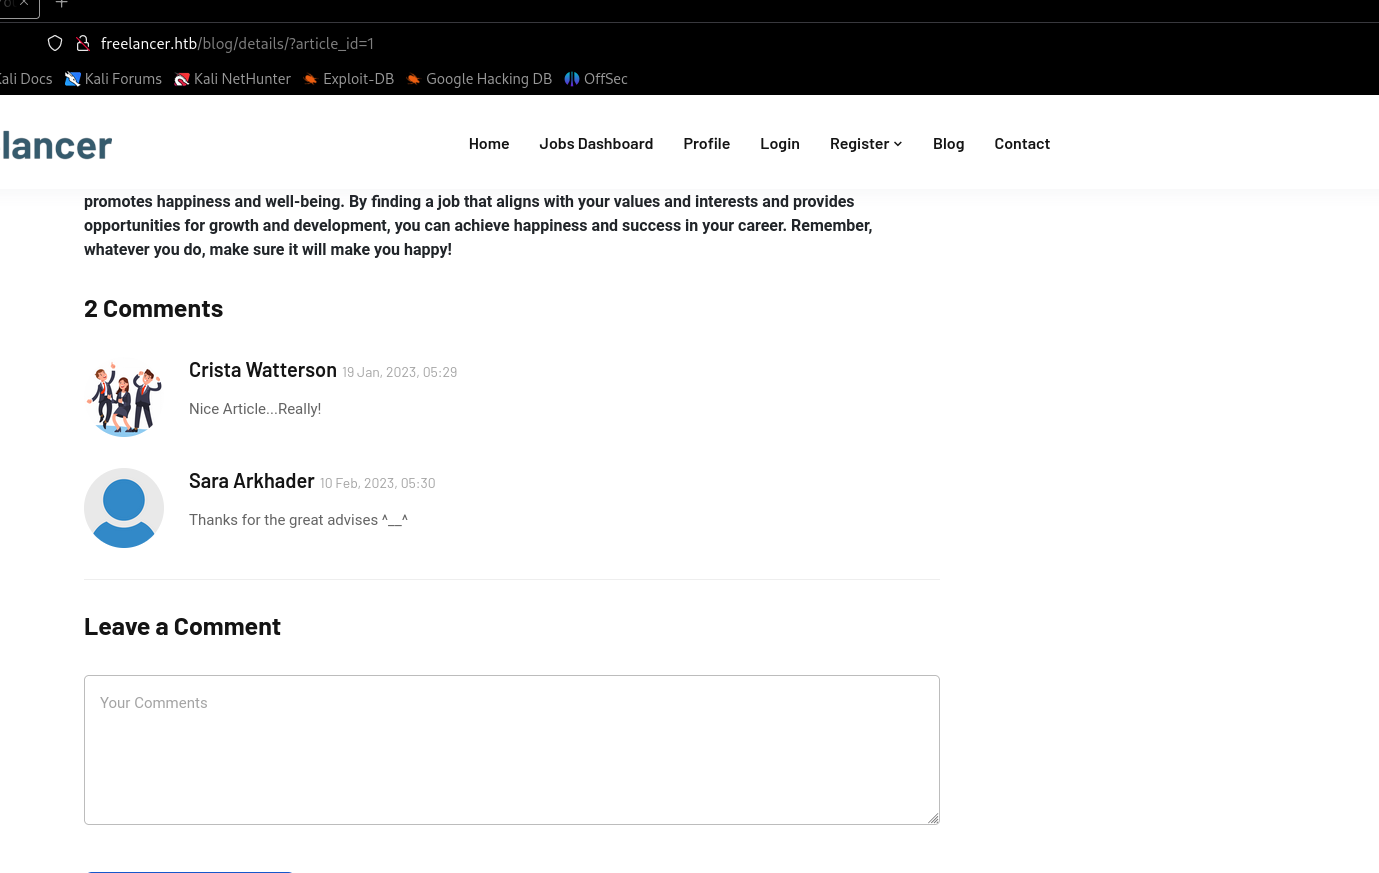 freelancer.htb/blog/details/?article_id=1
Kali Docs Kali Forums Kali NetHunter Exploit-DB Google Hacking DB OffSec
lancer Home Jobs Dashboard Profile Login Register Blog Contact
promotes happiness and well-being. By finding a job that aligns with your values and interests and provides
opportunities for growth and development, you can achieve happiness and success in your career. Remember,
whatever you do, make sure it will make you happy!
2 Comments
Crista Watterson 19 Jan, 2023, 05:29
Nice Article...Really!
Sara Arkhader 10 Feb, 2023, 05:30
Thanks for the great advises ^__^
Leave a Comment
Your Comments